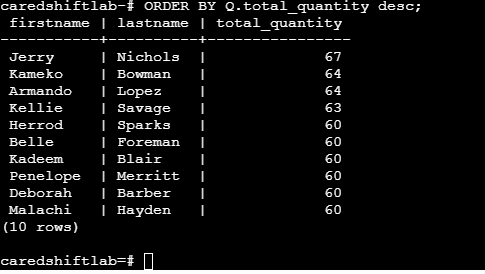 caredshiftlab-# ORDER BY Q.total_quantity desc;
 firstname | lastname | total_quantity
-----------+----------+----------------
 Jerry     | Nichols  |             67
 Kameko    | Bowman   |             64
 Armando   | Lopez    |             64
 Kellie    | Savage   |             63
 Herrod    | Sparks   |             60
 Belle     | Foreman  |             60
 Kadeem    | Blair    |             60
 Penelope  | Merritt  |             60
 Deborah   | Barber   |             60
 Malachi   | Hayden   |             60
(10 rows)
caredshiftlab=#